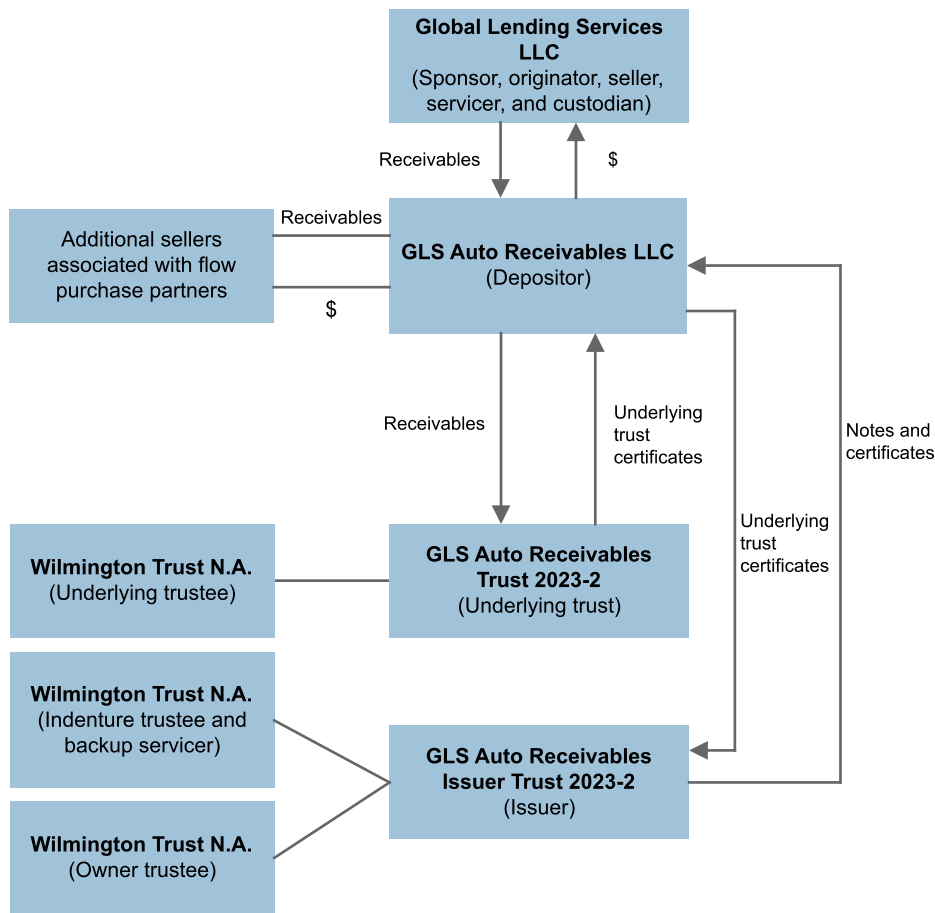 Global Lending Services
LLC
(Sponsor, originator, seller,
servicer, and custodian)
Receivables
$
Receivables
Additional sellers
associated with flow
purchase partners
$
GLS Auto Receivables LLC
(Depositor)
Receivables
Underlying
trust
certificates
Notes and
certificates
Underlying
trust
certificates
Wilmington Trust N.A.
(Underlying trustee)
GLS Auto Receivables
Trust 2023-2
(Underlying trust)
Wilmington Trust N.A.
(Indenture trustee and
backup servicer)
GLS Auto Receivables
Issuer Trust 2023-2
(Issuer)
Wilmington Trust N.A.
(Owner trustee)